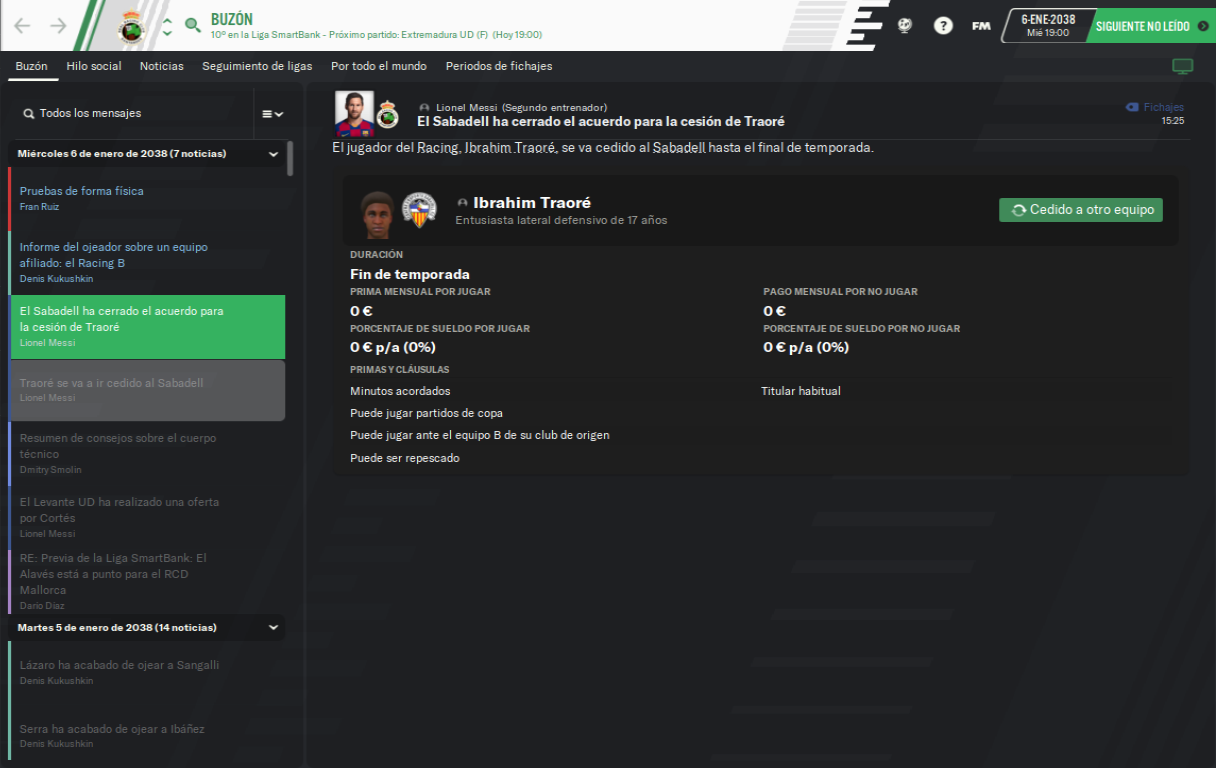 BUZÓN
10º en la Liga SmartBank - Próximo partido: Extremadura UD (F) (Hoy 19:00)
?
FM
6-ENE-2038
Mié 19:00
SIGUIENTE NO LEÍDO
Buzón Hilo social Noticias Seguimiento de ligas Por todo el mundo Periodos de fichajes
Todos los mensajes
Miércoles 6 de enero de 2038 (7 noticias)
Pruebas de forma física
Fran Ruiz
Informe del ojeador sobre un equipo
afiliado: el Racing B
Denis Kukushkin
El Sabadell ha cerrado el acuerdo para
la cesión de Traoré
Lionel Messi
Traoré se va a ir cedido al Sabadell
Lionel Messi
Resumen de consejos sobre el cuerpo
técnico
Dmitry Smolin
El Levante UD ha realizado una oferta
por Cortés
Lionel Messi
RE: Previa de la Liga SmartBank: El
Alavés está a punto para el RCD
Mallorca
Darío Díaz
Martes 5 de enero de 2038 (14 noticias)
Lázaro ha acabado de ojear a Sangalli
Denis Kukushkin
Serra ha acabado de ojear a Ibáñez
Denis Kukushkin
Lionel Messi (Segundo entrenador)
El Sabadell ha cerrado el acuerdo para la cesión de Traoré
Fichajes
15:25
El jugador del Racing, Ibrahim Traoré, se va cedido al Sabadell hasta el final de temporada.
Ibrahim Traoré
Entusiasta lateral defensivo de 17 años
Cedido a otro equipo
DURACIÓN
Fin de temporada
PRIMA MENSUAL POR JUGAR PAGO MENSUAL POR NO JUGAR
0 € 0 €
PORCENTAJE DE SUELDO POR JUGAR PORCENTAJE DE SUELDO POR NO JUGAR
0 € p/a (0%) 0 € p/a (0%)
PRIMAS Y CLÁUSULAS
Minutos acordados Titular habitual
Puede jugar partidos de copa
Puede jugar ante el equipo B de su club de origen
Puede ser repescado